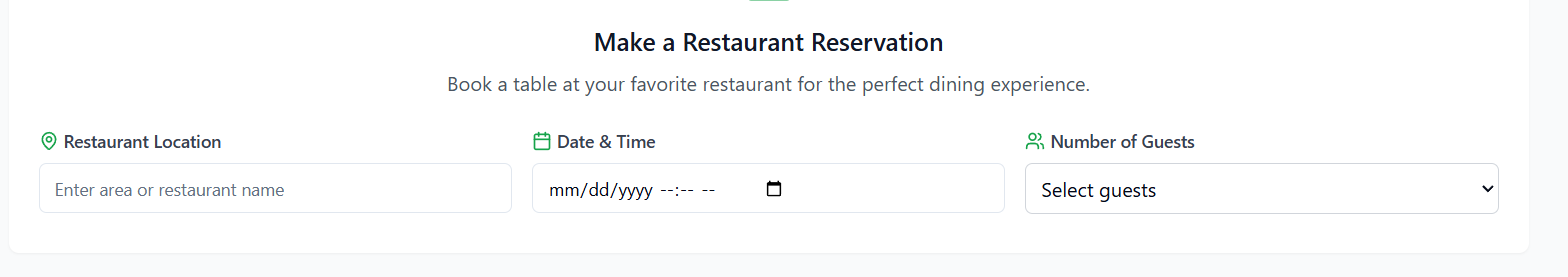 Make a Restaurant Reservation
Book a table at your favorite restaurant for the perfect dining experience.
Restaurant Location
Date & Time
Number of Guests
Enter area or restaurant name
mm/dd/yyyy --:-- --
Select guests